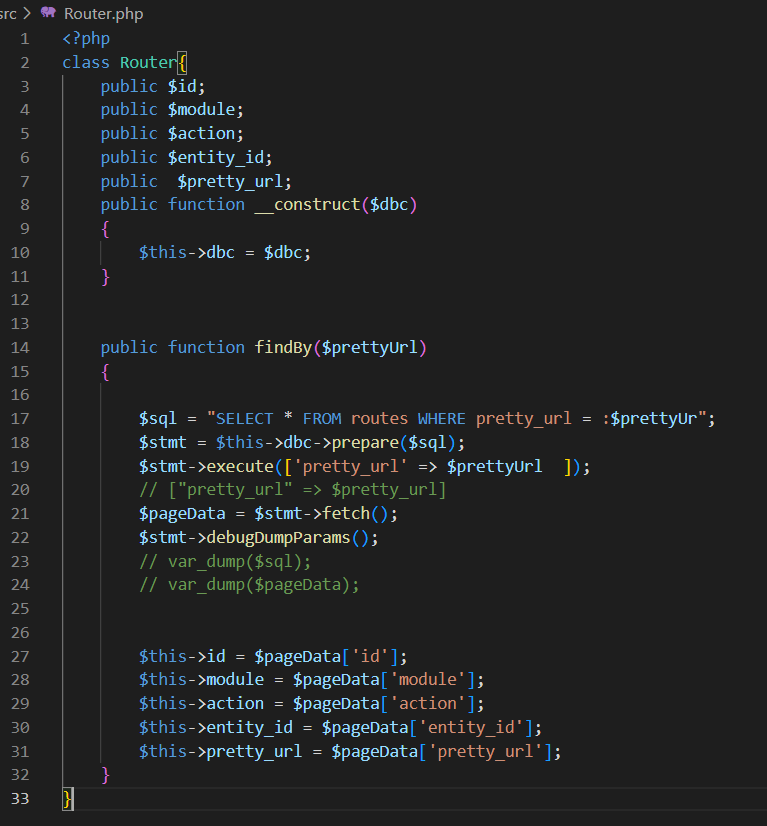 src > Router.php
1 <?php
2 class Router{
3     public $id;
4     public $module;
5     public $action;
6     public $entity_id;
7     public  $pretty_url;
8     public function __construct($dbc)
9     {
10         $this->dbc = $dbc;
11     }
12
13
14     public function findBy($prettyUrl)
15     {
16
17         $sql = "SELECT * FROM routes WHERE pretty_url = :$prettyUr";
18         $stmt = $this->dbc->prepare($sql);
19         $stmt->execute(['pretty_url' => $prettyUrl  ]);
20         // ["pretty_url" => $pretty_url]
21         $pageData = $stmt->fetch();
22         $stmt->debugDumpParams();
23         // var_dump($sql);
24         // var_dump($pageData);
25
26
27         $this->id = $pageData['id'];
28         $this->module = $pageData['module'];
29         $this->action = $pageData['action'];
30         $this->entity_id = $pageData['entity_id'];
31         $this->pretty_url = $pageData['pretty_url'];
32     }
33 }